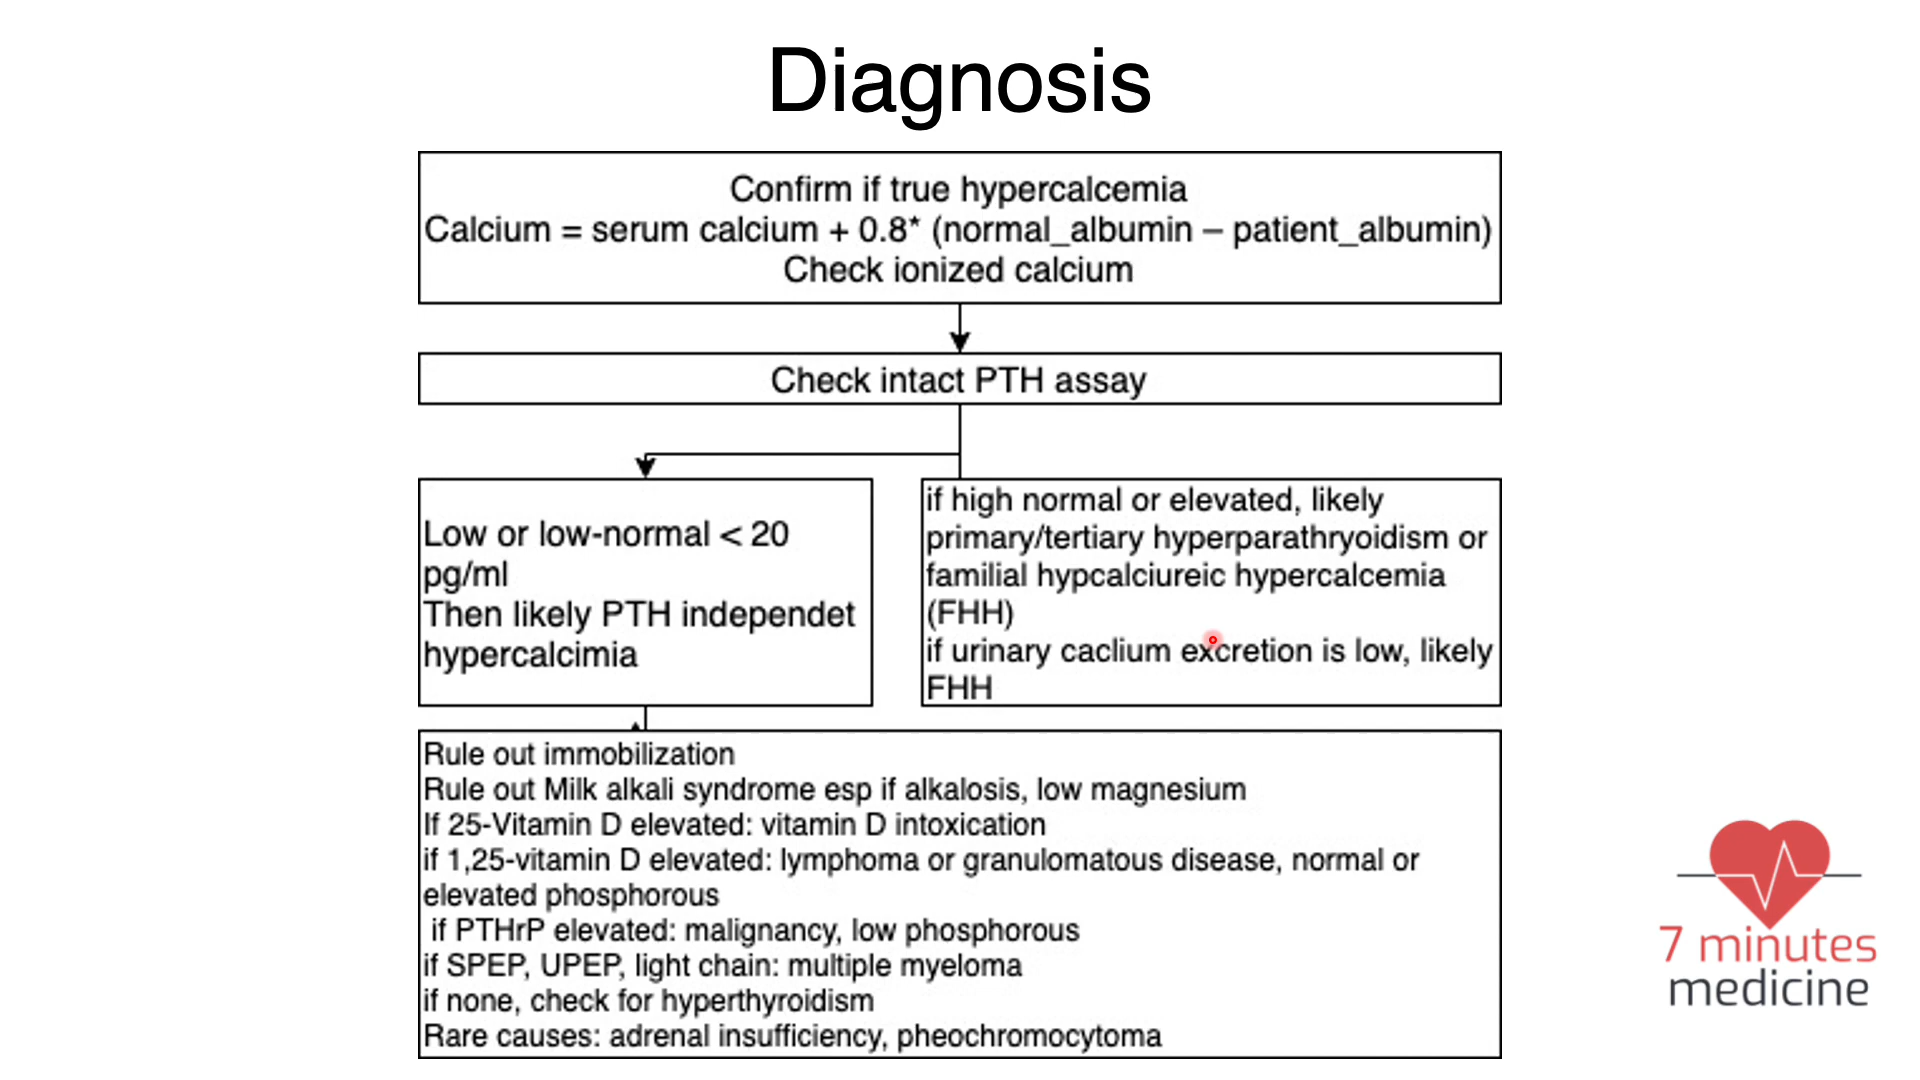 Diagnosis
Confirm if true hypercalcemia
Calcium = serum calcium + 0.8* (normal_albumin – patient_albumin)
Check ionized calcium
Check intact PTH assay
Low or low-normal < 20
pg/ml
Then likely PTH independet
hypercalcimia
if high normal or elevated, likely
primary/tertiary hyperparathryoidism or
familial hypcalciureic hypercalcemia
(FHH)
if urinary caclium excretion is low, likely
FHH
Rule out immobilization
Rule out Milk alkali syndrome esp if alkalosis, low magnesium
If 25-Vitamin D elevated: vitamin D intoxication
if 1,25-vitamin D elevated: lymphoma or granulomatous disease, normal or
elevated phosphorous
if PTHrP elevated: malignancy, low phosphorous
if SPEP, UPEP, light chain: multiple myeloma
if none, check for hyperthyroidism
Rare causes: adrenal insufficiency, pheochromocytoma
7 minutes
medicine